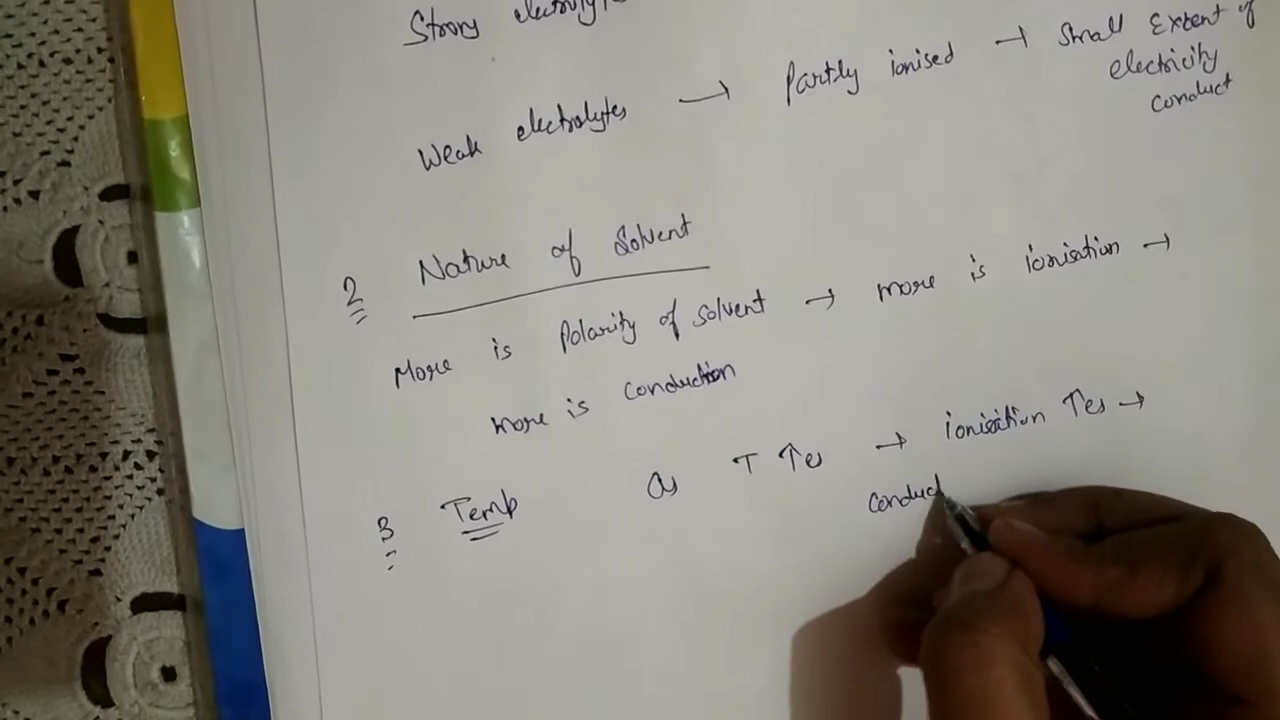 Strong electrolyte
Weak electrolytes → Partly ionised → Small Extent of
electricity
conduct
2 Nature of Solvent
More is Polarity of solvent → more is ionisation →
more is conduction
3 Temp as T ↑es → ionisation ↑es →
conduct